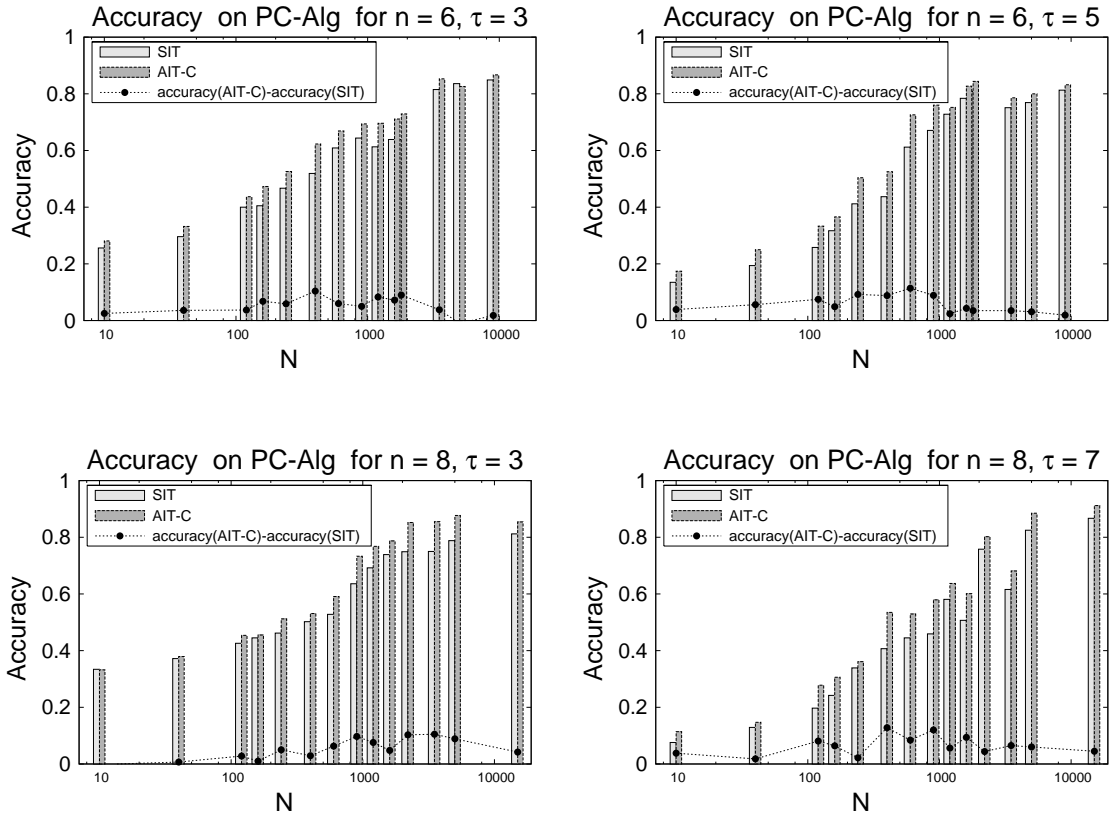 Accuracy on PC-Alg for n = 6, τ = 3
1
0.8
0.6
0.4
0.2
0
Accuracy
SIT
AIT-C
accuracy(AIT-C)-accuracy(SIT)
10
100
1000
10000
N
Accuracy on PC-Alg for n = 6, τ = 5
1
0.8
0.6
0.4
0.2
0
Accuracy
SIT
AIT-C
accuracy(AIT-C)-accuracy(SIT)
10
100
1000
10000
N
Accuracy on PC-Alg for n = 8, τ = 3
1
0.8
0.6
0.4
0.2
0
Accuracy
SIT
AIT-C
accuracy(AIT-C)-accuracy(SIT)
10
100
1000
10000
N
Accuracy on PC-Alg for n = 8, τ = 7
1
0.8
0.6
0.4
0.2
0
Accuracy
SIT
AIT-C
accuracy(AIT-C)-accuracy(SIT)
10
100
1000
10000
N